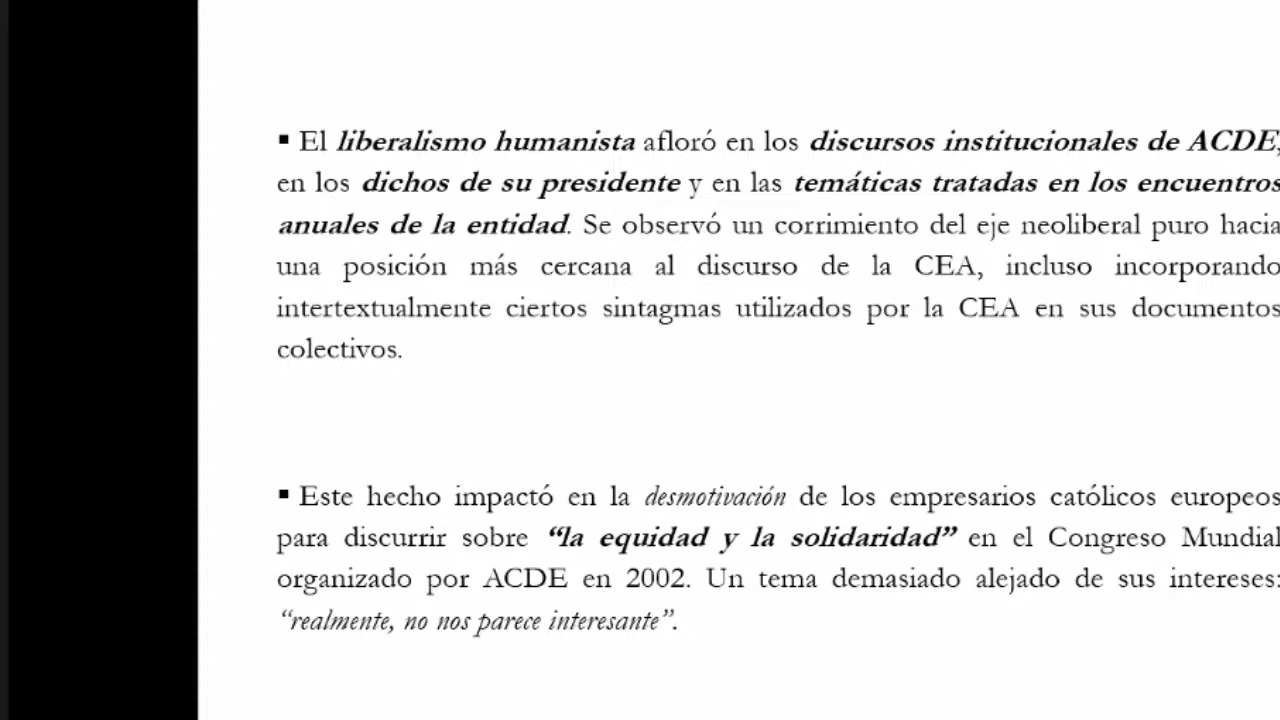 ▪ El liberalismo humanista afloró en los discursos institucionales de ACDE,
en los dichos de su presidente y en las temáticas tratadas en los encuentros
anuales de la entidad. Se observó un corrimiento del eje neoliberal puro hacia
una posición más cercana al discurso de la CEA, incluso incorporando
intertextualmente ciertos sintagmas utilizados por la CEA en sus documentos
colectivos.
▪ Este hecho impactó en la desmotivación de los empresarios católicos europeos
para discurrir sobre “la equidad y la solidaridad” en el Congreso Mundial
organizado por ACDE en 2002. Un tema demasiado alejado de sus intereses:
“realmente, no nos parece interesante”.